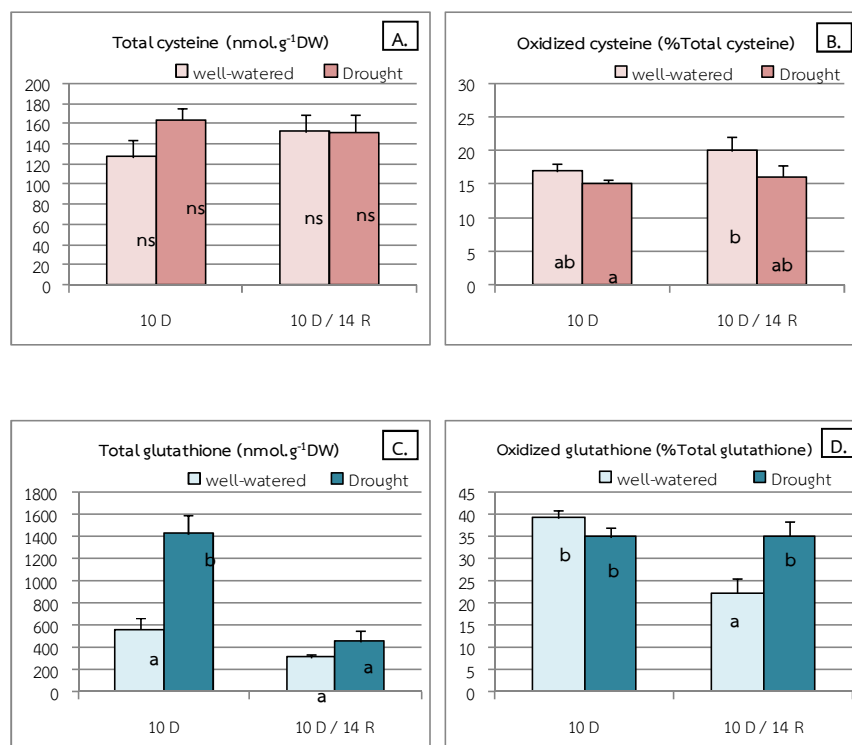 Total cysteine (nmol.g-1DW)
A.
well-watered Drought
200
180
160
140
120
100
80
60
40
20
0
ns
ns
ns
ns
10 D
10 D / 14 R
Oxidized cysteine (%Total cysteine)
B.
well-watered Drought
30
25
20
15
10
5
0
ab
a
b
ab
10 D
10 D / 14 R
Total glutathione (nmol.g-1DW)
C.
well-watered Drought
1800
1600
1400
1200
1000
800
600
400
200
0
a
b
a
a
10 D
10 D / 14 R
Oxidized glutathione (%Total glutathione)
D.
well-watered Drought
45
40
35
30
25
20
15
10
5
0
b
b
a
b
10 D
10 D / 14 R